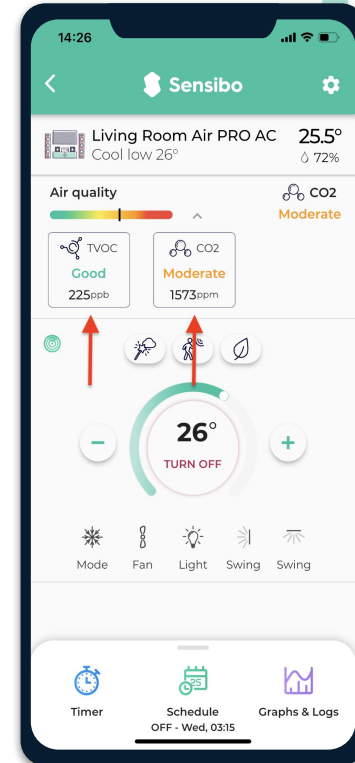 14:26
Sensibo
Living Room Air PRO AC 25.5°
Cool low 26° 72%
Air quality CO2
Moderate
TVOC CO2
Good Moderate
225ppb 1573ppm
26°
TURN OFF
Mode Fan Light Swing Swing
25
Timer Schedule Graphs & Logs
OFF - Wed, 03:15